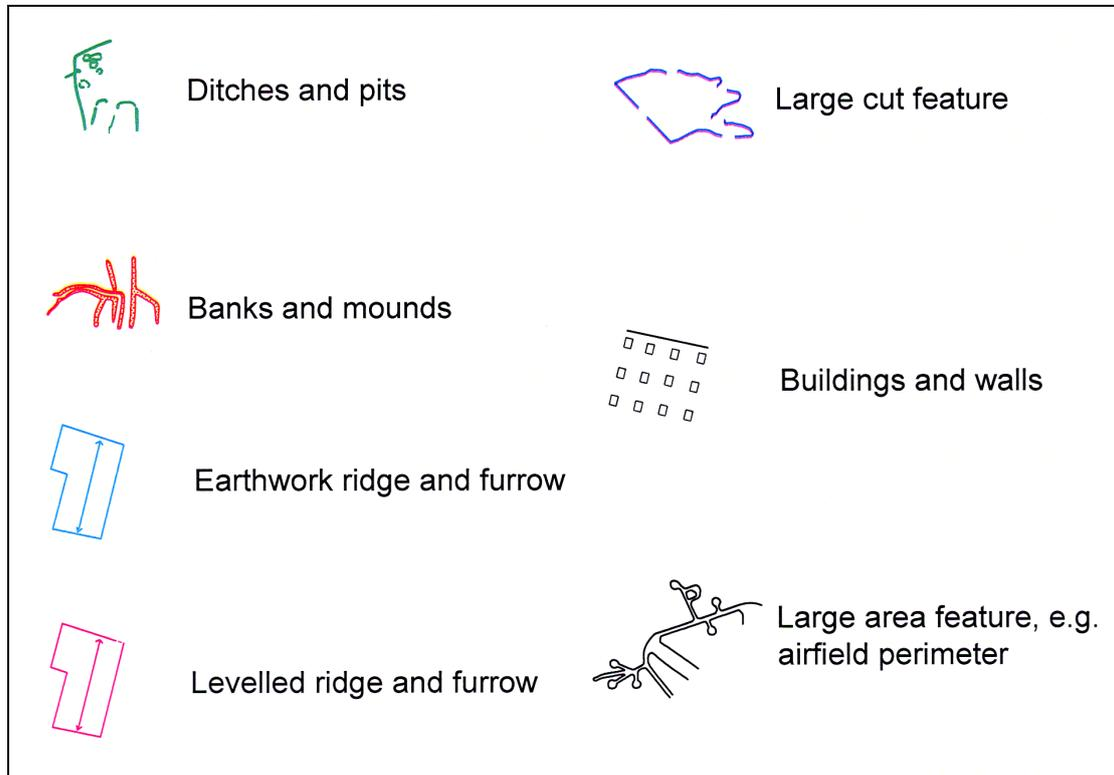 Ditches and pits
Large cut feature
Banks and mounds
Buildings and walls
Earthwork ridge and furrow
Levelled ridge and furrow
Large area feature, e.g.
airfield perimeter